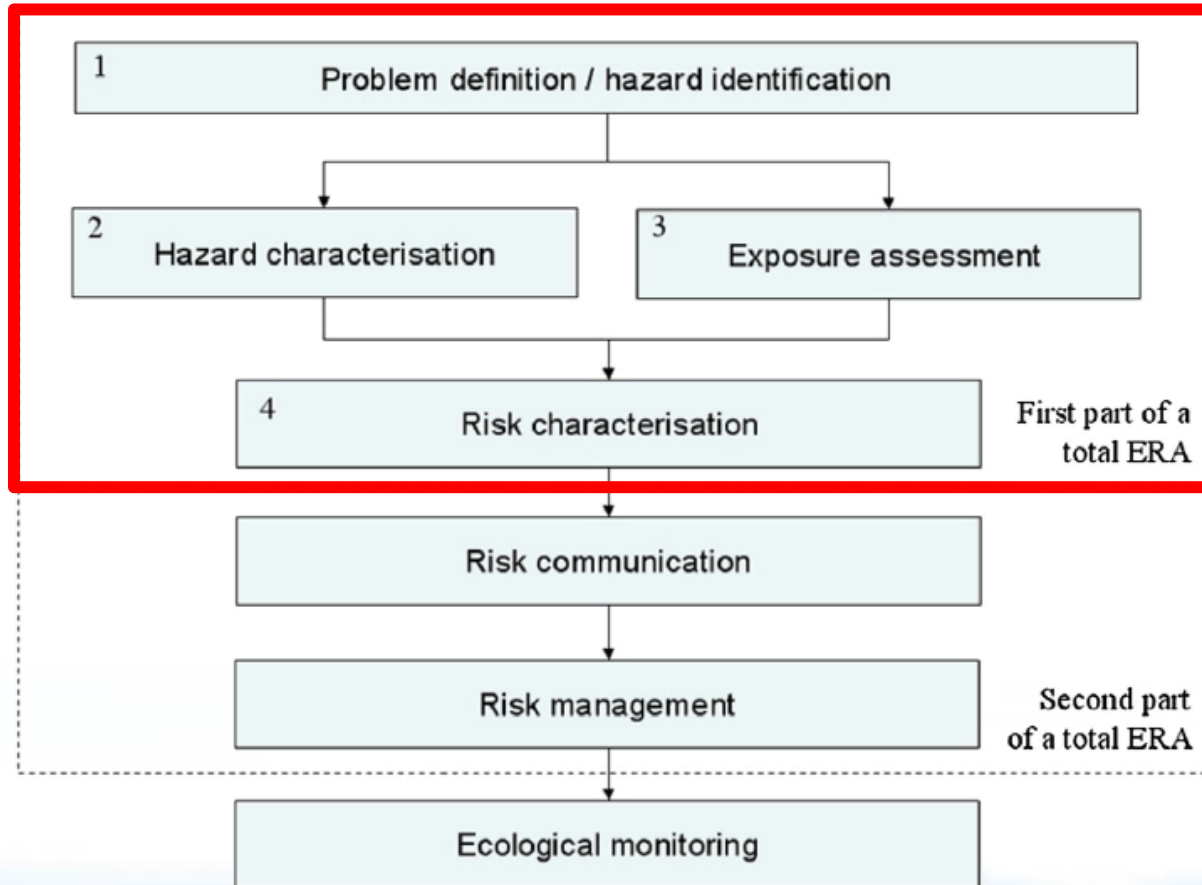 1
Problem definition / hazard identification
2
Hazard characterisation
3
Exposure assessment
4
Risk characterisation
First part of a
total ERA
Risk communication
Risk management
Second part
of a total ERA
Ecological monitoring